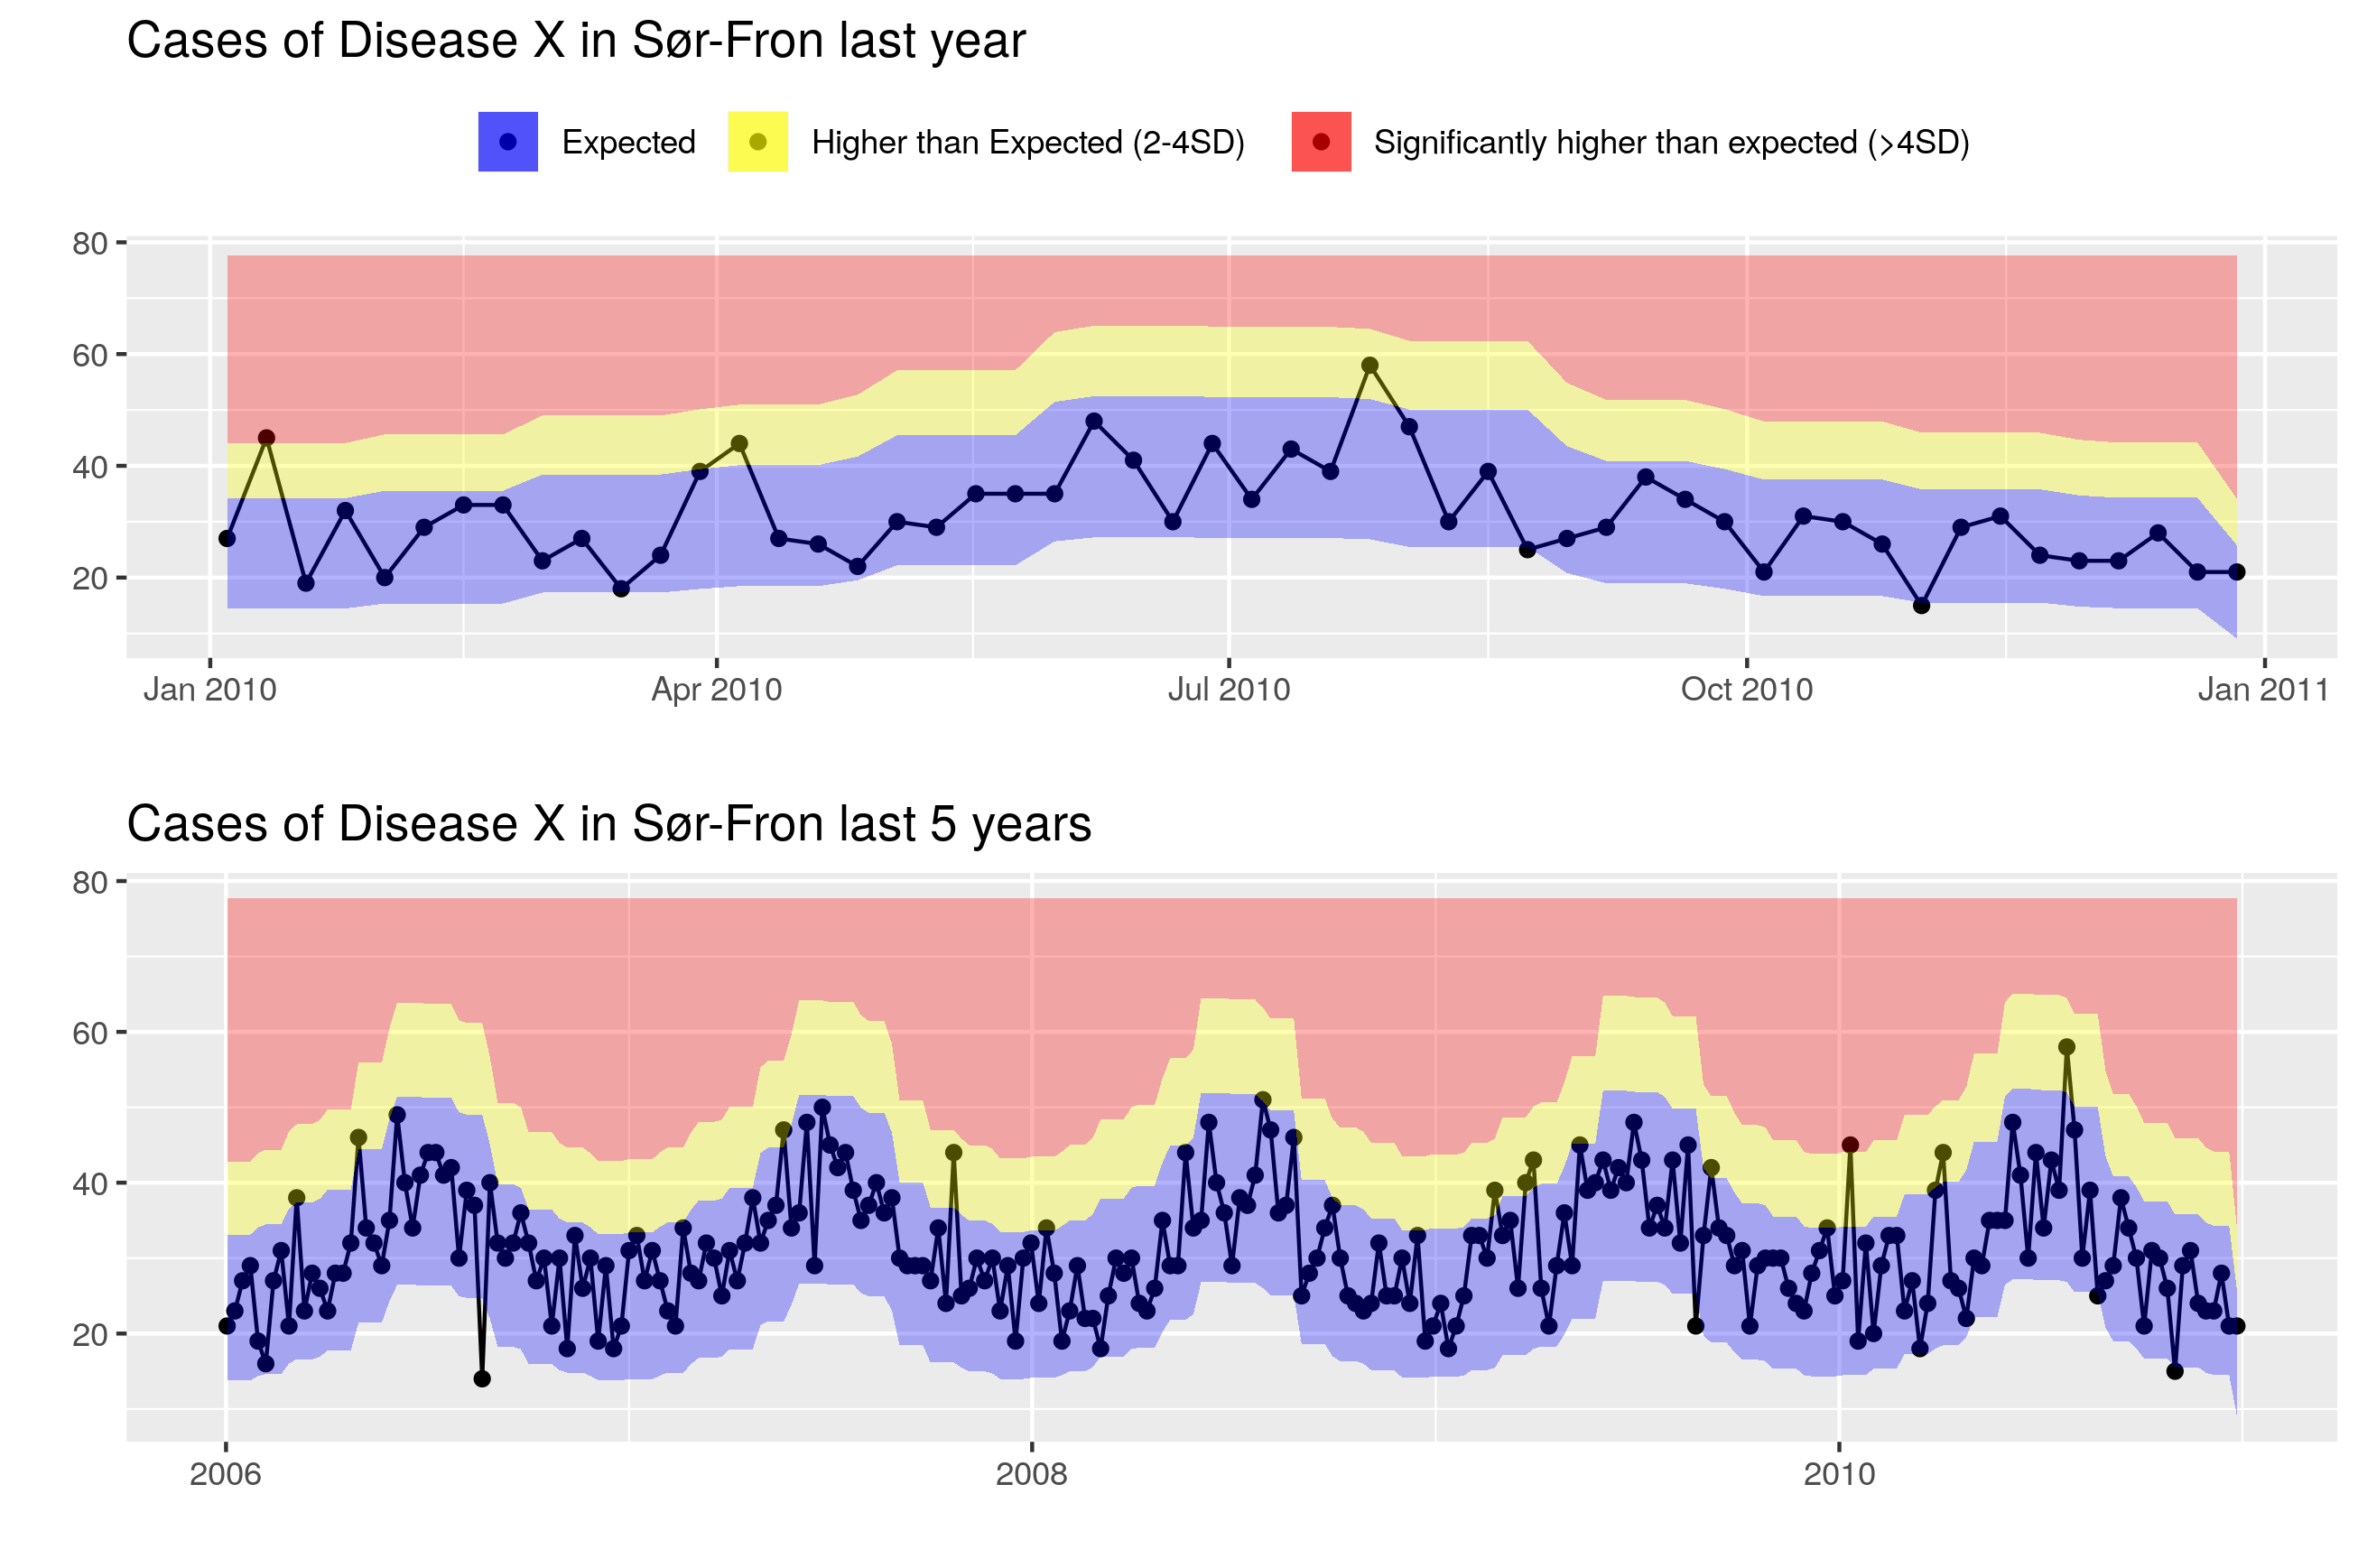 Cases of Disease X in Sør-Fron last year
Expected Higher than Expected (2-4SD) Significantly higher than expected (>4SD)
80
60
40
20
Jan 2010 Apr 2010 Jul 2010 Oct 2010 Jan 2011
Cases of Disease X in Sør-Fron last 5 years
80
60
40
20
2006 2008 2010